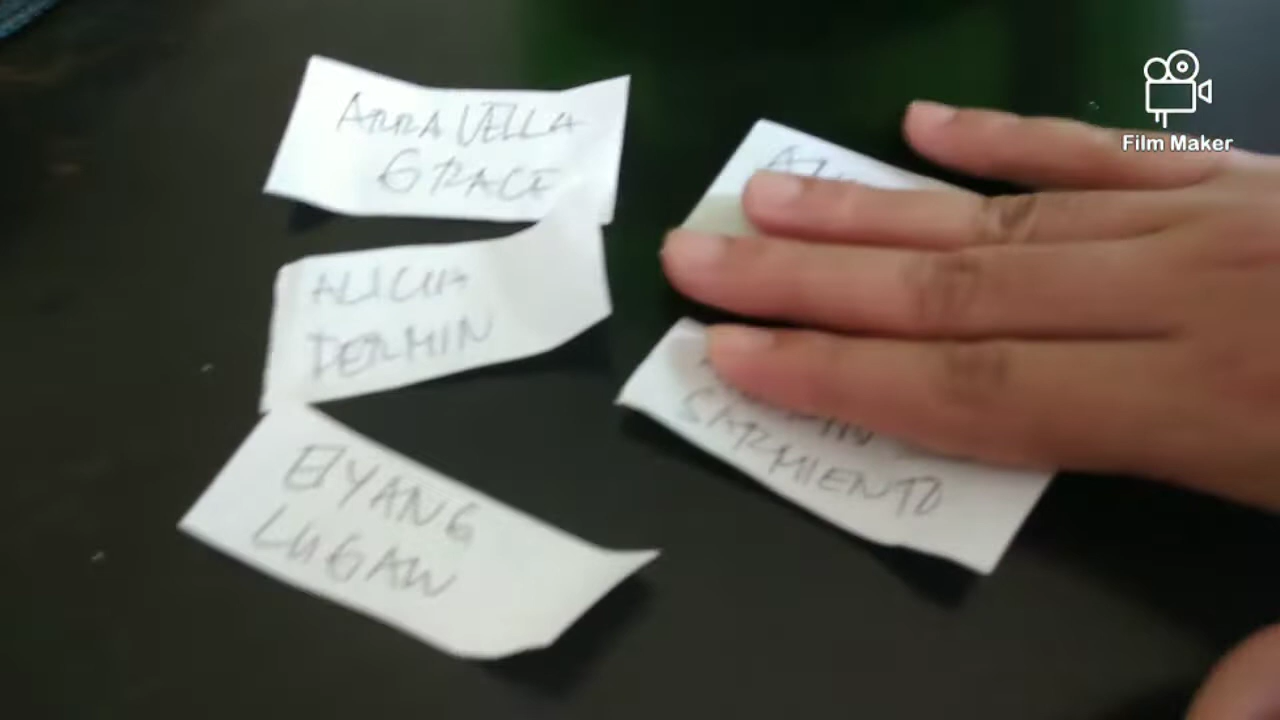 ARRA VELLA
GRACE
ALICIA
DERMIN
EYANG
LUGAW
SARMIENTO
Film Maker